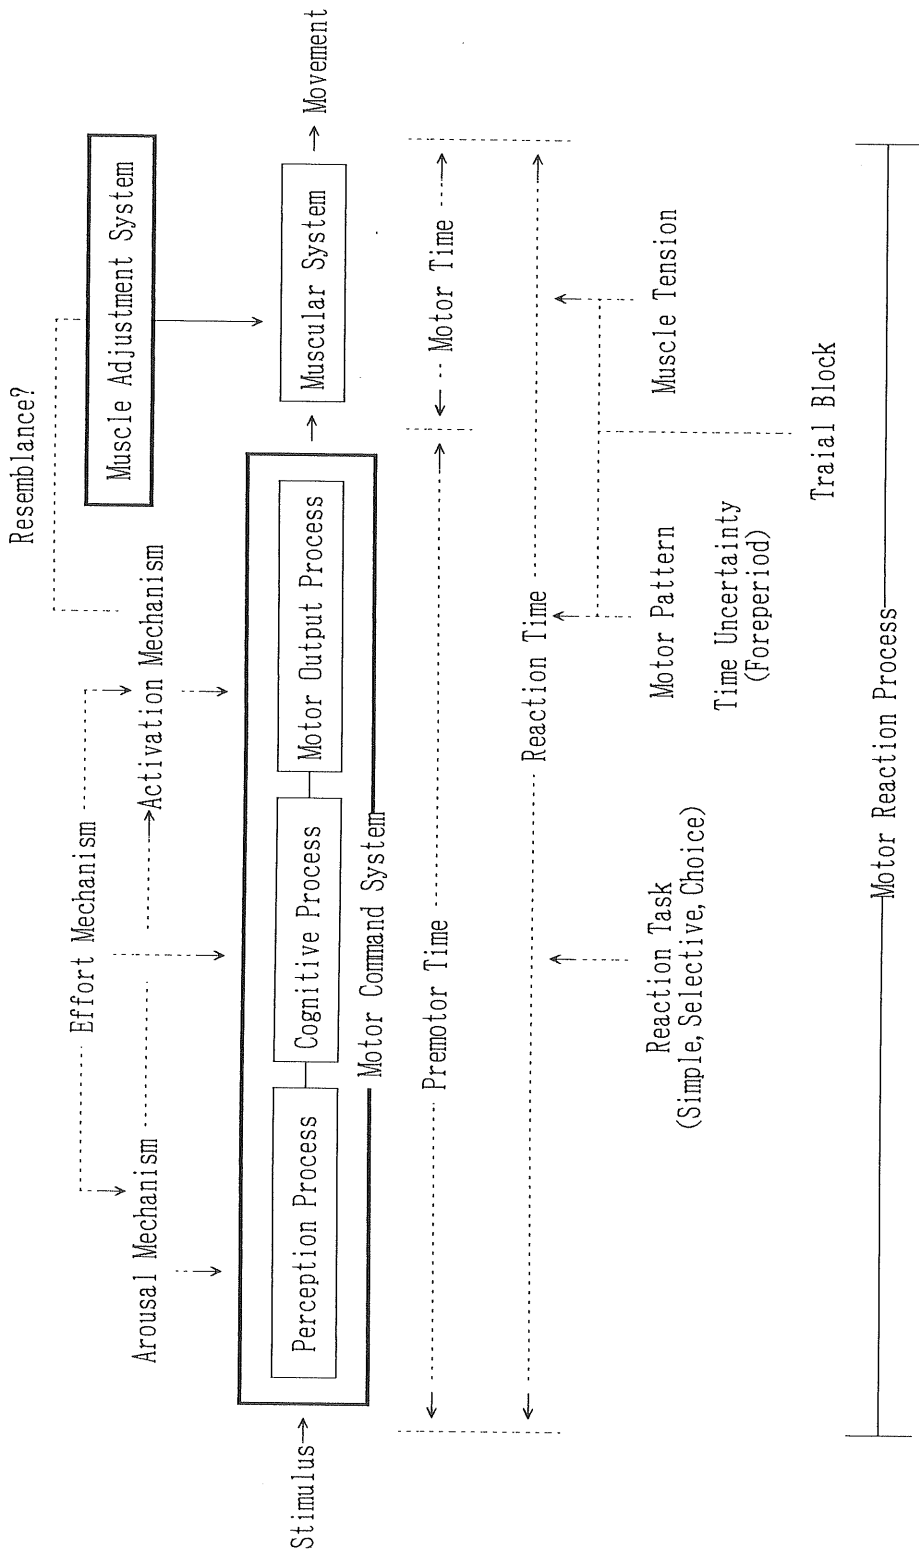 Resemblance?
Effort Mechanism
Muscle Adjustment System
Arousal Mechanism
Activation Mechanism
Stimulus
Perception Process
Cognitive Process
Motor Output Process
Muscular System
Movement
Motor Command System
Premotor Time
Motor Time
Reaction Time
Reaction Task
(Simple, Selective, Choice)
Motor Pattern
Muscle Tension
Time Uncertainty
(Foreperiod)
Traial Block
Motor Reaction Process